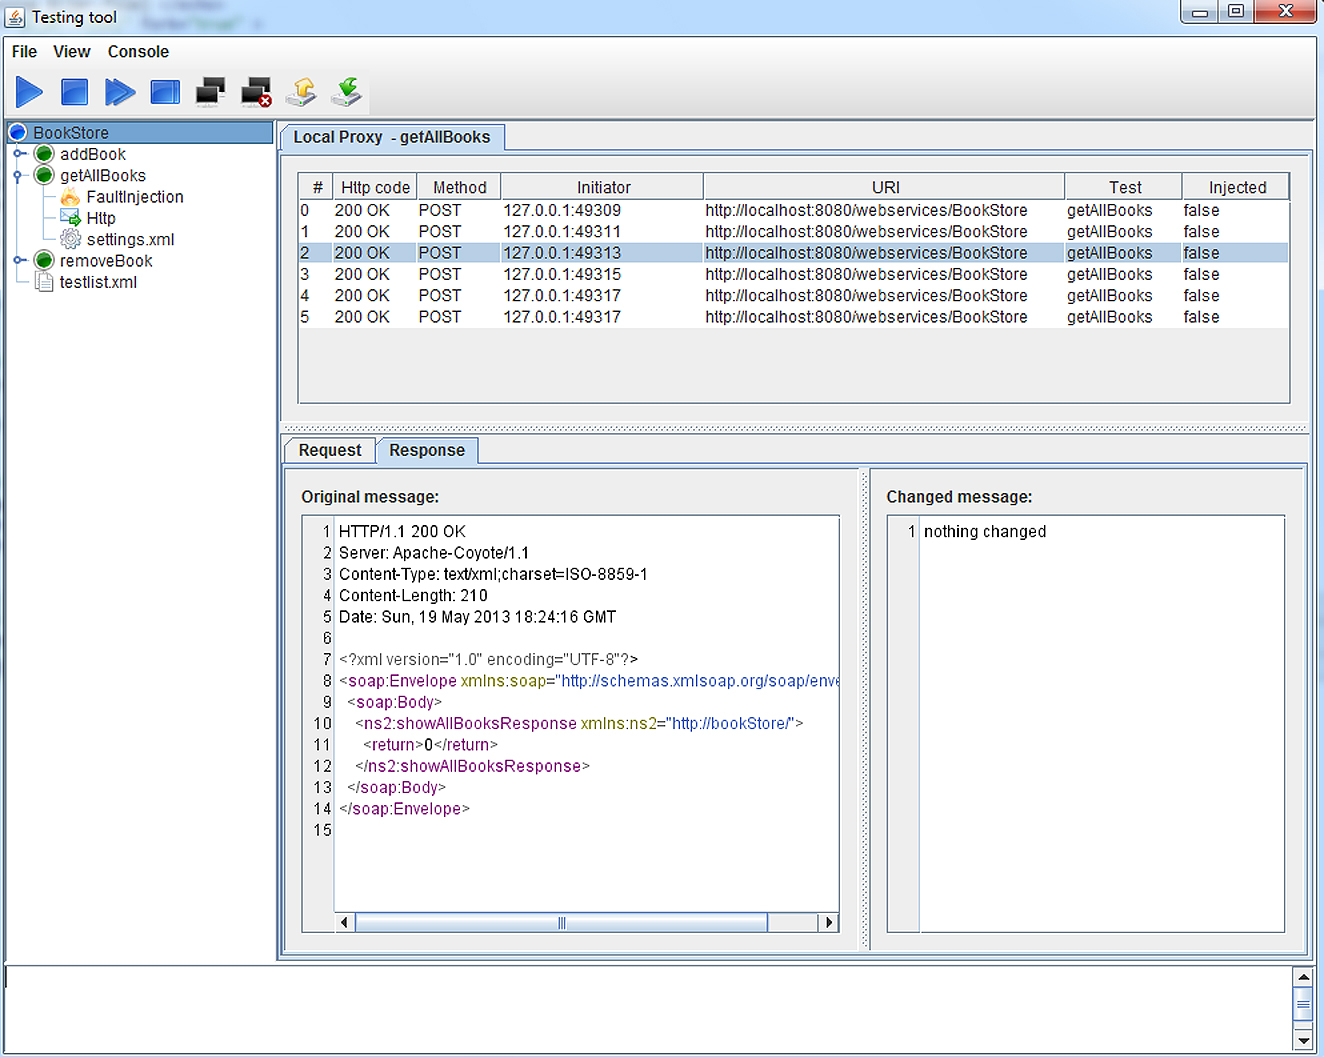 Testing tool
File View Console
BookStore
addBook
getAllBooks
FaultInjection
Http
settings.xml
removeBook
testlist.xml
Local Proxy - getAllBooks
# Http code Method Initiator URI Test Injected
0 200 OK POST 127.0.0.1:49309 http://localhost:8080/webservices/BookStore getAllBooks false
1 200 OK POST 127.0.0.1:49311 http://localhost:8080/webservices/BookStore getAllBooks false
2 200 OK POST 127.0.0.1:49313 http://localhost:8080/webservices/BookStore getAllBooks false
3 200 OK POST 127.0.0.1:49315 http://localhost:8080/webservices/BookStore getAllBooks false
4 200 OK POST 127.0.0.1:49317 http://localhost:8080/webservices/BookStore getAllBooks false
5 200 OK POST 127.0.0.1:49317 http://localhost:8080/webservices/BookStore getAllBooks false
Request Response
Original message:
1 HTTP/1.1 200 OK
2 Server: Apache-Coyote/1.1
3 Content-Type: text/xml;charset=ISO-8859-1
4 Content-Length: 210
5 Date: Sun, 19 May 2013 18:24:16 GMT
6
7 <?xml version="1.0" encoding="UTF-8"?>
8 <soap:Envelope xmlns:soap="http://schemas.xmlsoap.org/soap/enve
9 <soap:Body>
10 <ns2:showAllBooksResponse xmlns:ns2="http://bookStore/">
11 <return>0</return>
12 </ns2:showAllBooksResponse>
13 </soap:Body>
14 </soap:Envelope>
15
Changed message:
1 nothing changed